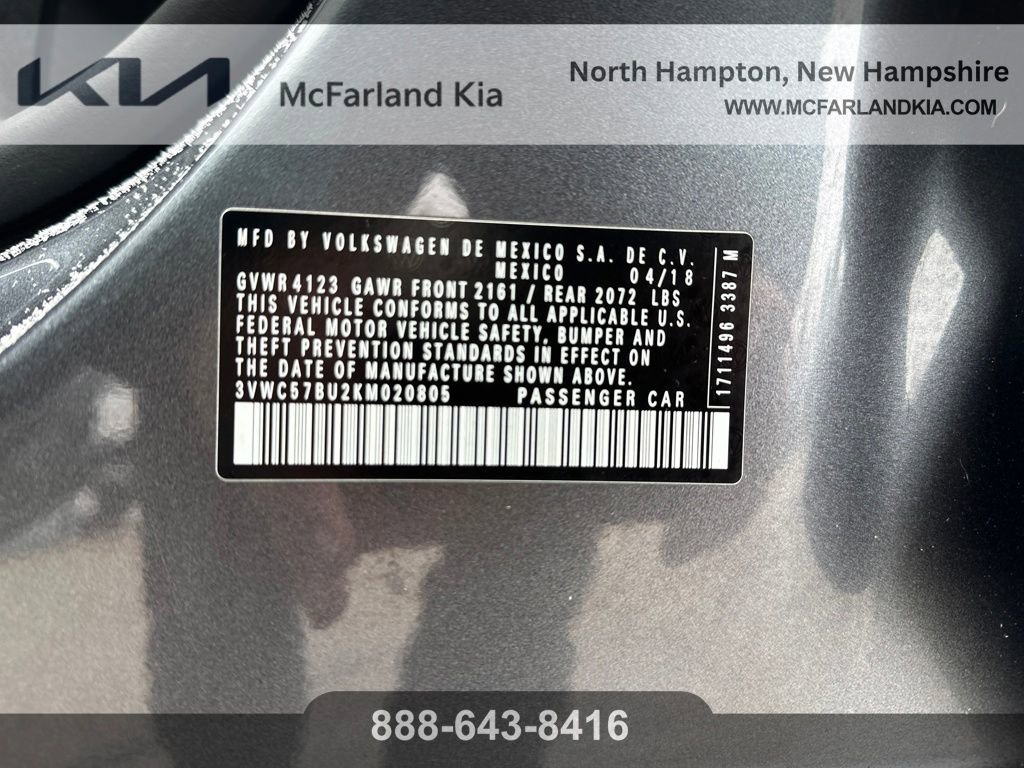 KIA
McFarland Kia
North Hampton, New Hampshire
WWW.MCFARLANDKIA.COM
MFD BY VOLKSWAGEN DE MEXICO S.A. DE C.V.
MEXICO 04/18
GVWR 4123 GAWR FRONT 2161 / REAR 2072 LBS
THIS VEHICLE CONFORMS TO ALL APPLICABLE U.S.
FEDERAL MOTOR VEHICLE SAFETY, BUMPER AND
THEFT PREVENTION STANDARDS IN EFFECT ON
THE DATE OF MANUFACTURE SHOWN ABOVE.
3VWC57BU2KM020805 PASSENGER CAR
1711496 3387 M
888-643-8416